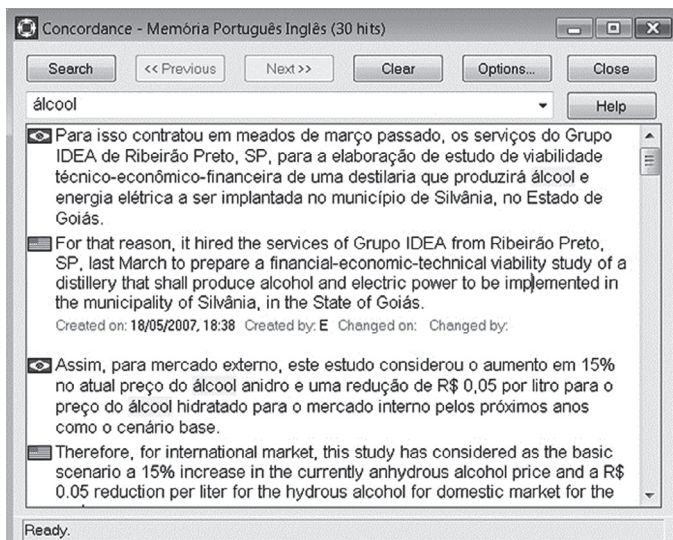 Concordance - Memória Português Inglês (30 hits)
Search << Previous Next >> Clear Options... Close
álcool Help
Para isso contratou em meados de março passado, os serviços do Grupo
IDEA de Ribeirão Preto, SP, para a elaboração de estudo de viabilidade
técnico-econômico-financeira de uma destilaria que produzirá álcool e
energia elétrica a ser implantada no município de Silvânia, no Estado de
Goiás.
For that reason, it hired the services of Grupo IDEA from Ribeirão Preto,
SP, last March to prepare a financial-economic-technical viability study of a
distillery that shall produce alcohol and electric power to be implemented in
the municipality of Silvânia, in the State of Goiás.
Created on: 18/05/2007, 18:38 Created by: E Changed on: Changed by:
Assim, para mercado externo, este estudo considerou o aumento em 15%
no atual preço do álcool anidro e uma redução de R$ 0,05 por litro para o
preço do álcool hidratado para o mercado interno pelos próximos anos
como o cenário base.
Therefore, for international market, this study has considered as the basic
scenario a 15% increase in the currently anhydrous alcohol price and a R$
0.05 reduction per liter for the hydrous alcohol for domestic market for the
Ready.